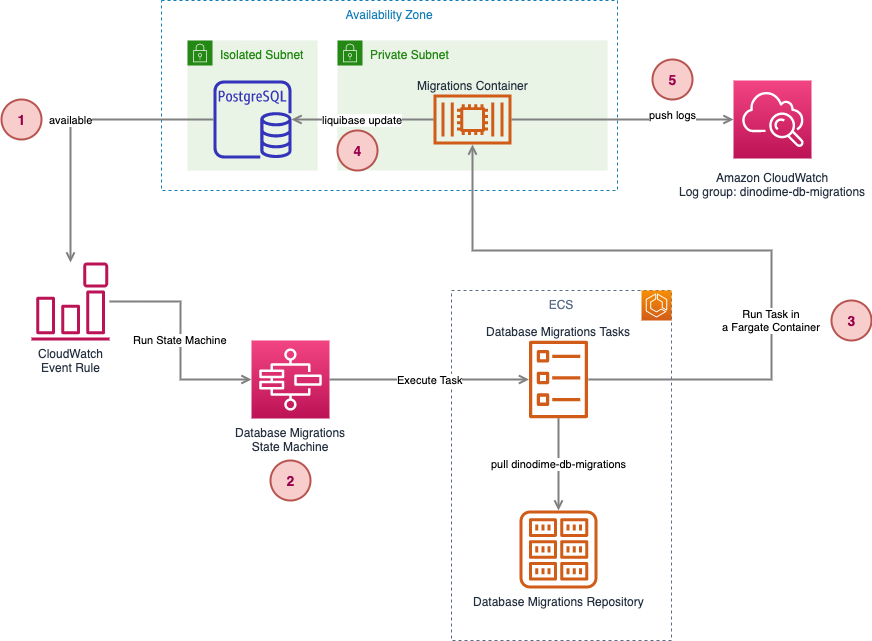 Availability Zone
Isolated Subnet
Private Subnet
PostgreSQL
Migrations Container
5
1
available
liquibase update
push logs
4
Amazon CloudWatch
Log group: dinodime-db-migrations
ECS
Run Task in
a Fargate Container
3
Database Migrations Tasks
Run State Machine
CloudWatch
Event Rule
Execute Task
Database Migrations
State Machine
2
pull dinodime-db-migrations
Database Migrations Repository